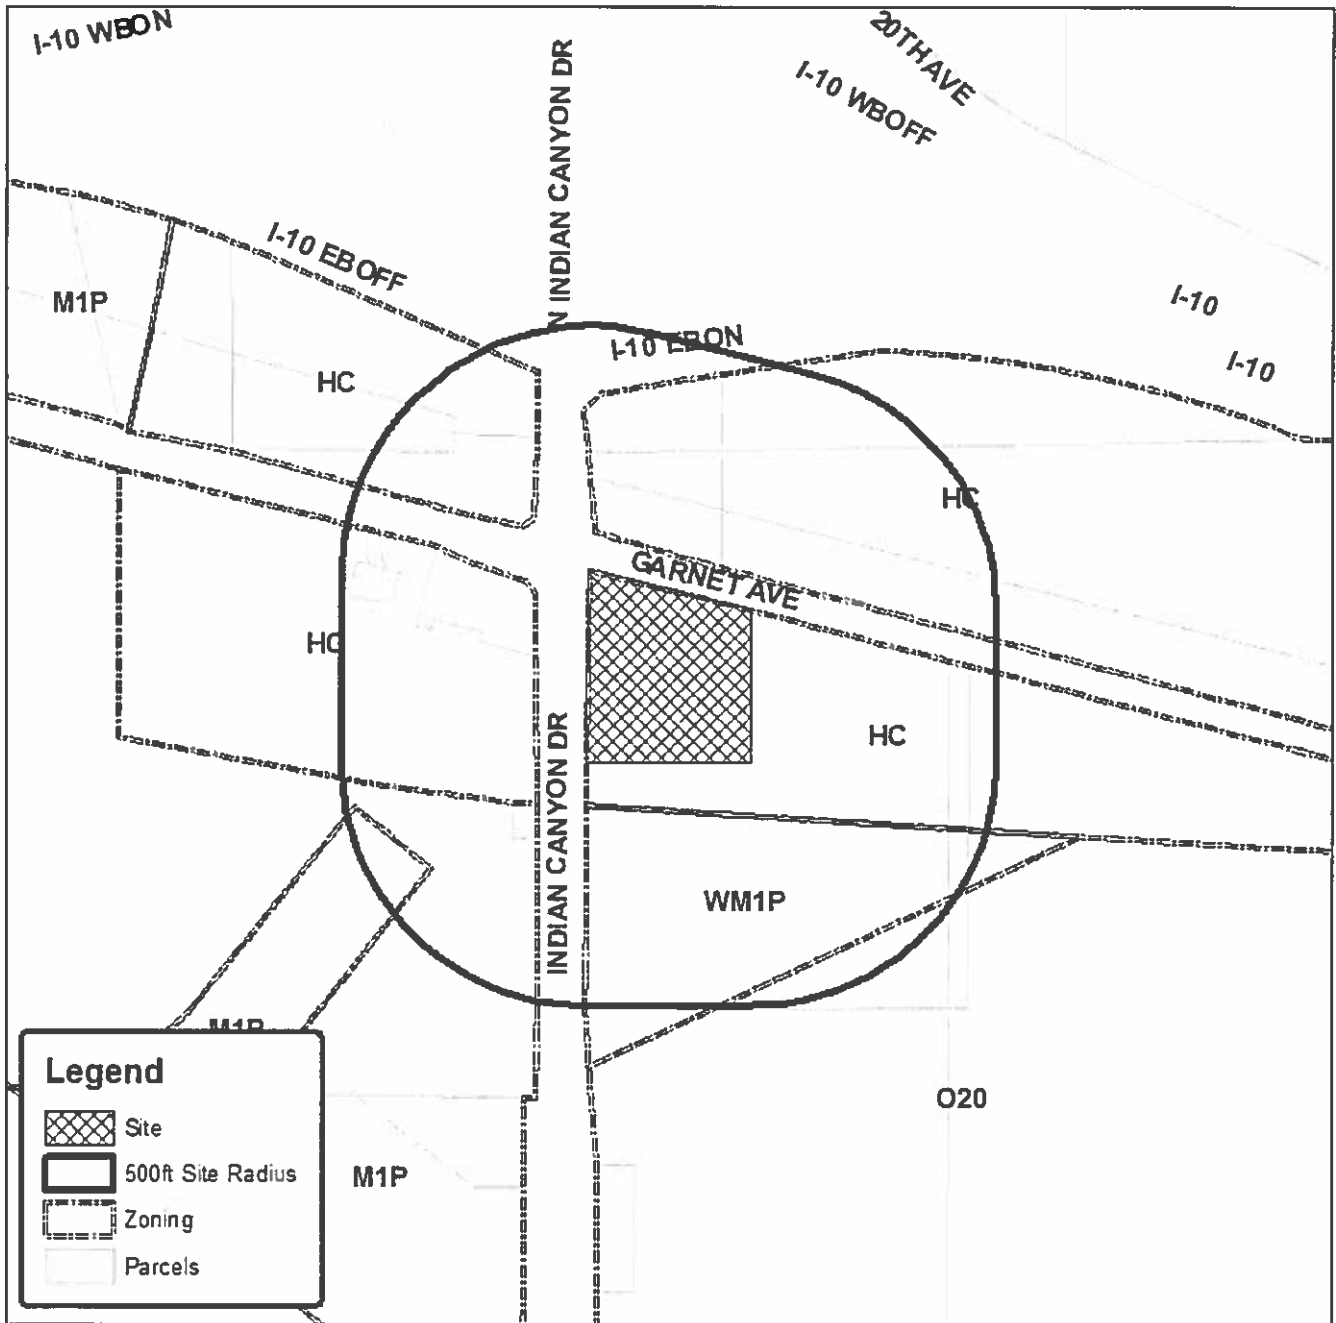 I-10 WBON
20TH AVE
I-10 WBOFF
N INDIAN CANYON DR
I-10 EBOFF
M1P
I-10
I-10 EBON
I-10
HC
HC
GARNET AVE
HC
HC
INDIAN CANYON DR
WM1P
M1P
O20
M1P
Legend
Site
500ft Site Radius
Zoning
Parcels